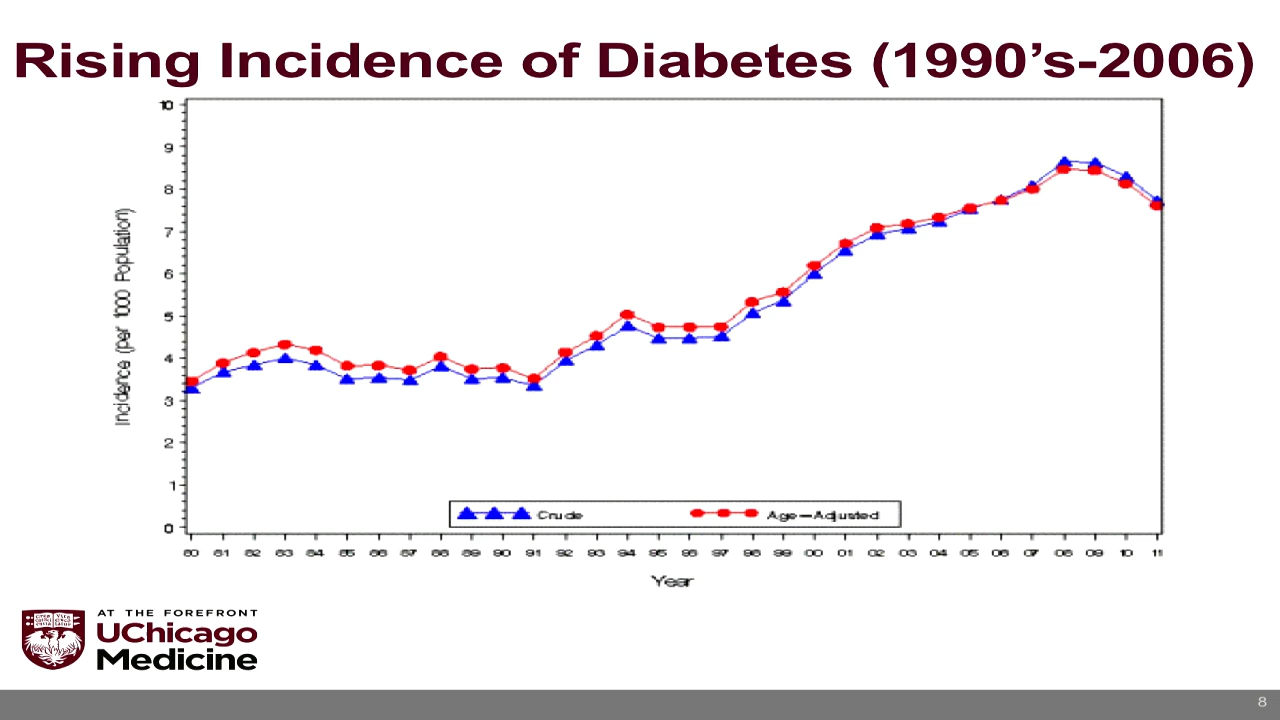 Rising Incidence of Diabetes (1990’s-2006)
10
9
8
7
6
5
4
3
2
1
0
Incidence (per 1000 Population)
Crude Age-Adjusted
80 81 82 83 84 85 86 87 88 89 90 91 92 93 94 95 96 97 98 99 00 01 02 03 04 05 06 07 08 09 10 11
Year
AT THE FOREFRONT
UChicago
Medicine
8